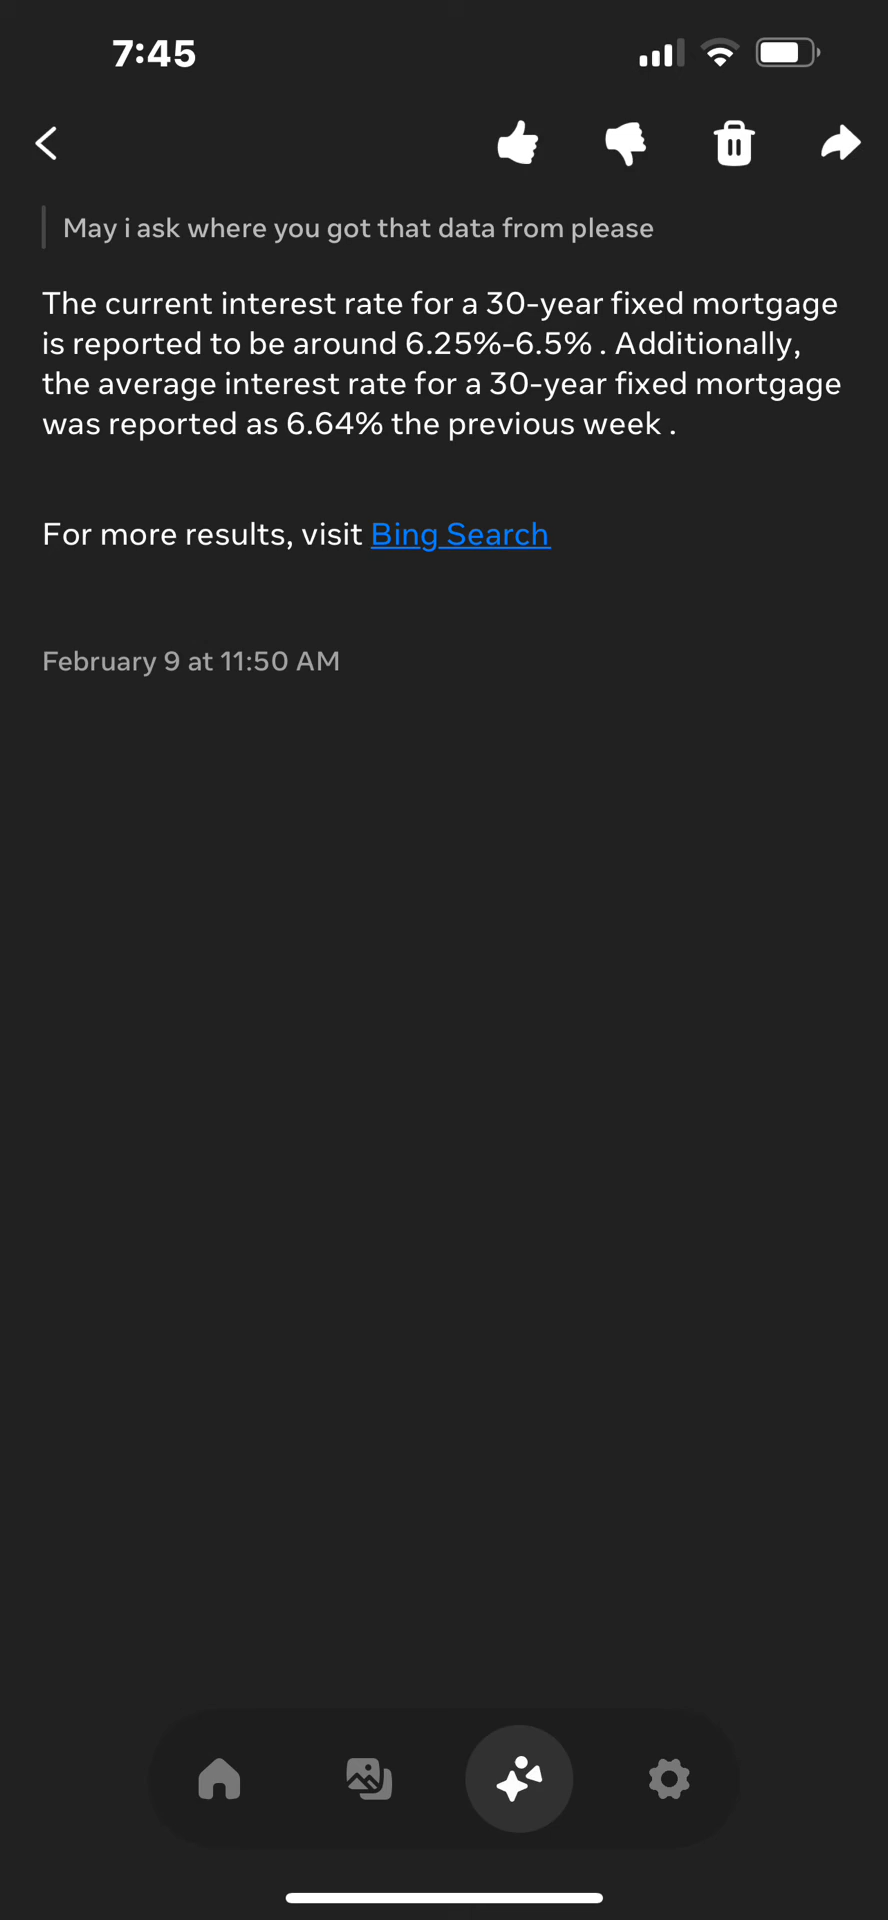 7:45
May i ask where you got that data from please
The current interest rate for a 30-year fixed mortgage
is reported to be around 6.25%-6.5% . Additionally,
the average interest rate for a 30-year fixed mortgage
was reported as 6.64% the previous week .
For more results, visit Bing Search
February 9 at 11:50 AM